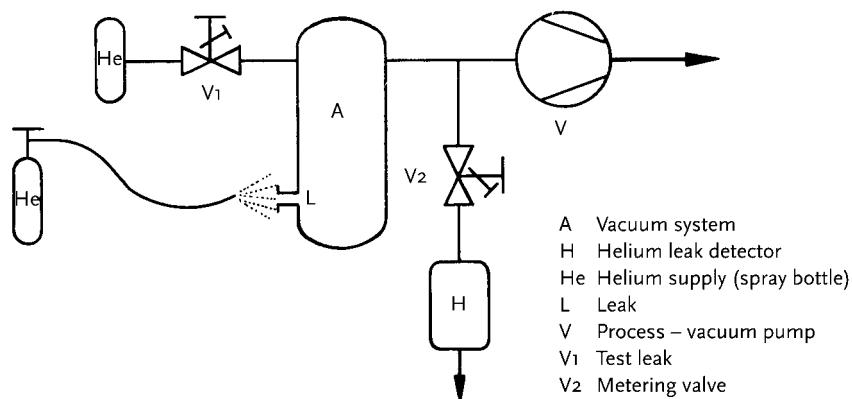 He
V1
A
V
V2
He
L
H
A Vacuum system
H Helium leak detector
He Helium supply (spray bottle)
L Leak
V Process – vacuum pump
V1 Test leak
V2 Metering valve